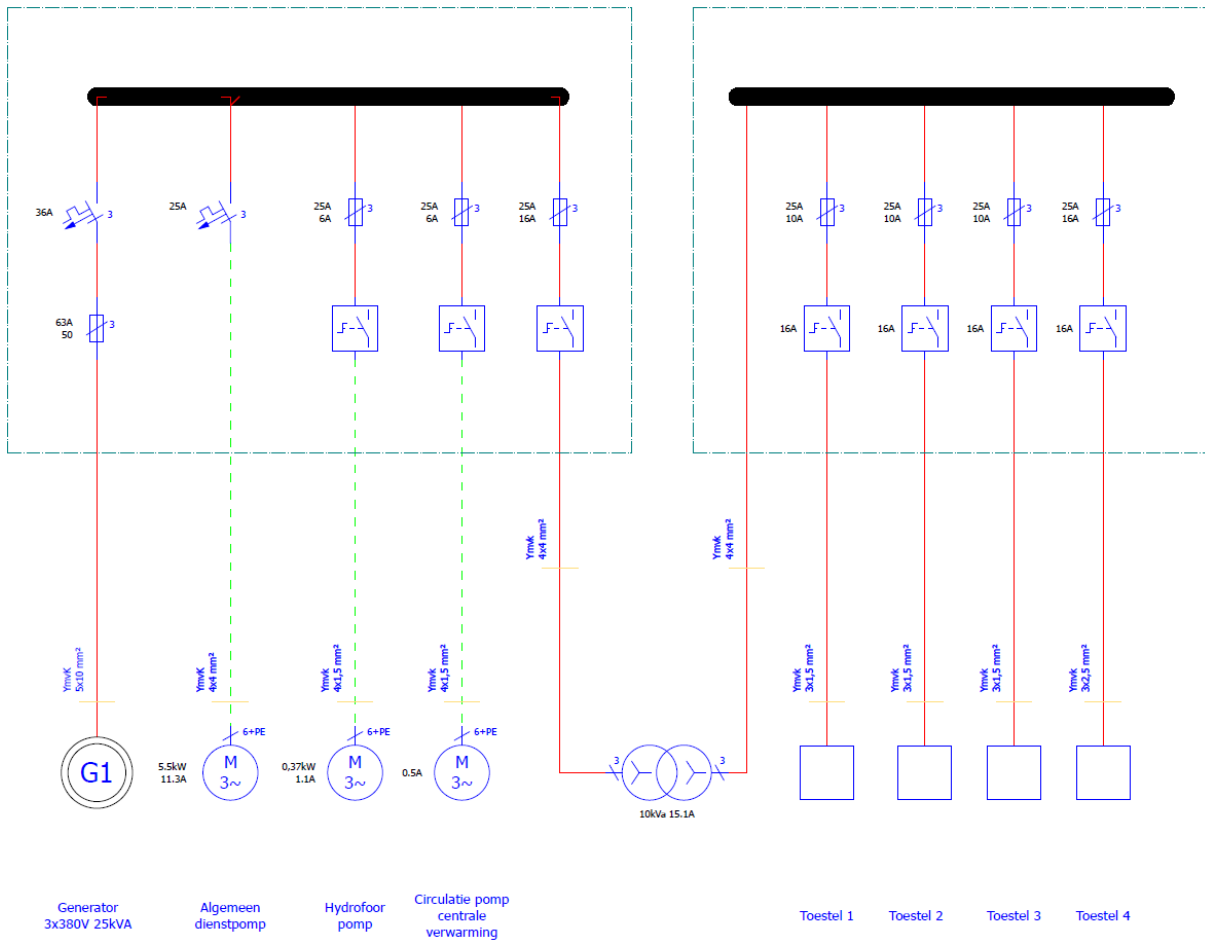 36A
3
25A
3
25A
6A
3
25A
6A
3
25A
16A
3
25A
10A
3
25A
10A
3
25A
10A
3
25A
16A
3
63A
50
3
16A
16A
16A
16A
Ymvk
4x4 mm²
Ymvk
4x4 mm²
YmvK
5x10 mm²
YmvK
4x4 mm²
Ymvk
4x1,5 mm²
Ymvk
4x1,5 mm²
Ymvk
3x1,5 mm²
Ymvk
3x1,5 mm²
Ymvk
3x1,5 mm²
Ymvk
3x2,5 mm²
6+PE
6+PE
6+PE
G1
5.5kW
11.3A
M
3~
0,37kW
1.1A
M
3~
0.5A
M
3~
3
3
10kVa 15.1A
Generator
3x380V 25kVA
Algemeen
dienstpomp
Hydrofoor
pomp
Circulatie pomp
centrale
verwarming
Toestel 1
Toestel 2
Toestel 3
Toestel 4